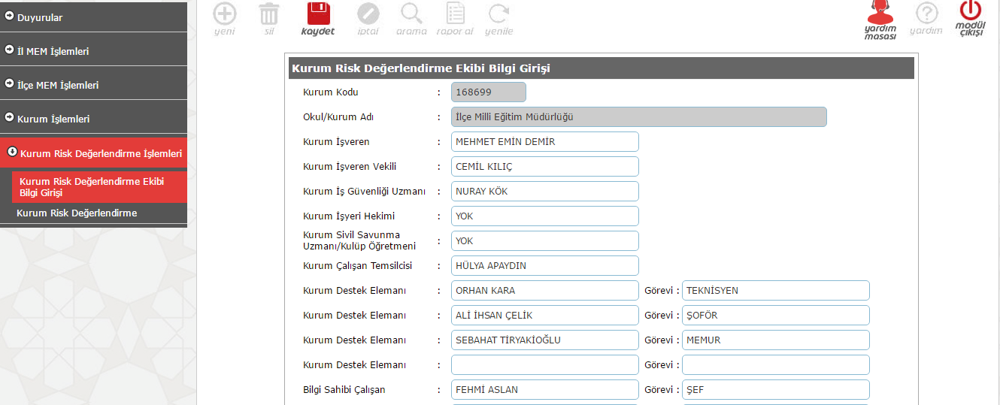 Duyurular
İl MEM İşlemleri
İlçe MEM İşlemleri
Kurum İşlemleri
Kurum Risk Değerlendirme İşlemleri
Kurum Risk Değerlendirme Ekibi
Bilgi Girişi
Kurum Risk Değerlendirme
yeni sil kaydet iptal arama rapor al yenile
yardım masası yardım modül çıkışı
Kurum Risk Değerlendirme Ekibi Bilgi Girişi
Kurum Kodu : 168699
Okul/Kurum Adı : İlçe Milli Eğitim Müdürlüğü
Kurum İşveren : MEHMET EMİN DEMİR
Kurum İşveren Vekili : CEMİL KILIÇ
Kurum İş Güvenliği Uzmanı : NURAY KÖK
Kurum İşyeri Hekimi : YOK
Kurum Sivil Savunma
Uzmanı/Kulüp Öğretmeni : YOK
Kurum Çalışan Temsilcisi : HÜLYA APAYDIN
Kurum Destek Elemanı : ORHAN KARA Görevi : TEKNİSYEN
Kurum Destek Elemanı : ALİ İHSAN ÇELİK Görevi : ŞOFÖR
Kurum Destek Elemanı : SEBAHAT TİRYAKİOĞLU Görevi : MEMUR
Kurum Destek Elemanı : Görevi :
Bilgi Sahibi Çalışan : FEHMİ ASLAN Görevi : ŞEF